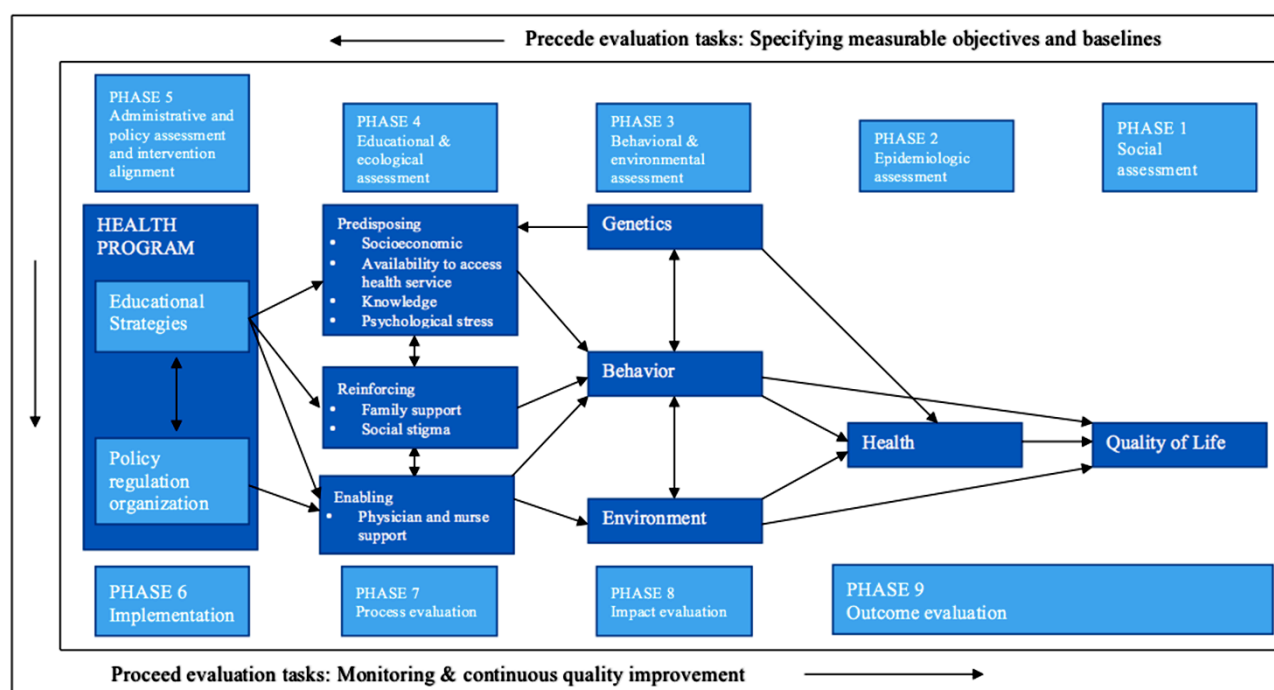 Precede evaluation tasks: Specifying measurable objectives and baselines
PHASE 5
Administrative and
policy assessment
and intervention
alignment
PHASE 4
Educational &
ecological
assessment
PHASE 3
Behavioral &
environmental
assessment
PHASE 2
Epidemiologic
assessment
PHASE 1
Social
assessment
HEALTH
PROGRAM
Educational
Strategies
Policy
regulation
organization
Predisposing
• Socioeconomic
• Availability to access
health service
• Knowledge
• Psychological stress
Reinforcing
• Family support
• Social stigma
Enabling
• Physician and nurse
support
Genetics
Behavior
Environment
Health
Quality of Life
PHASE 6
Implementation
PHASE 7
Process evaluation
PHASE 8
Impact evaluation
PHASE 9
Outcome evaluation
Proceed evaluation tasks: Monitoring & continuous quality improvement